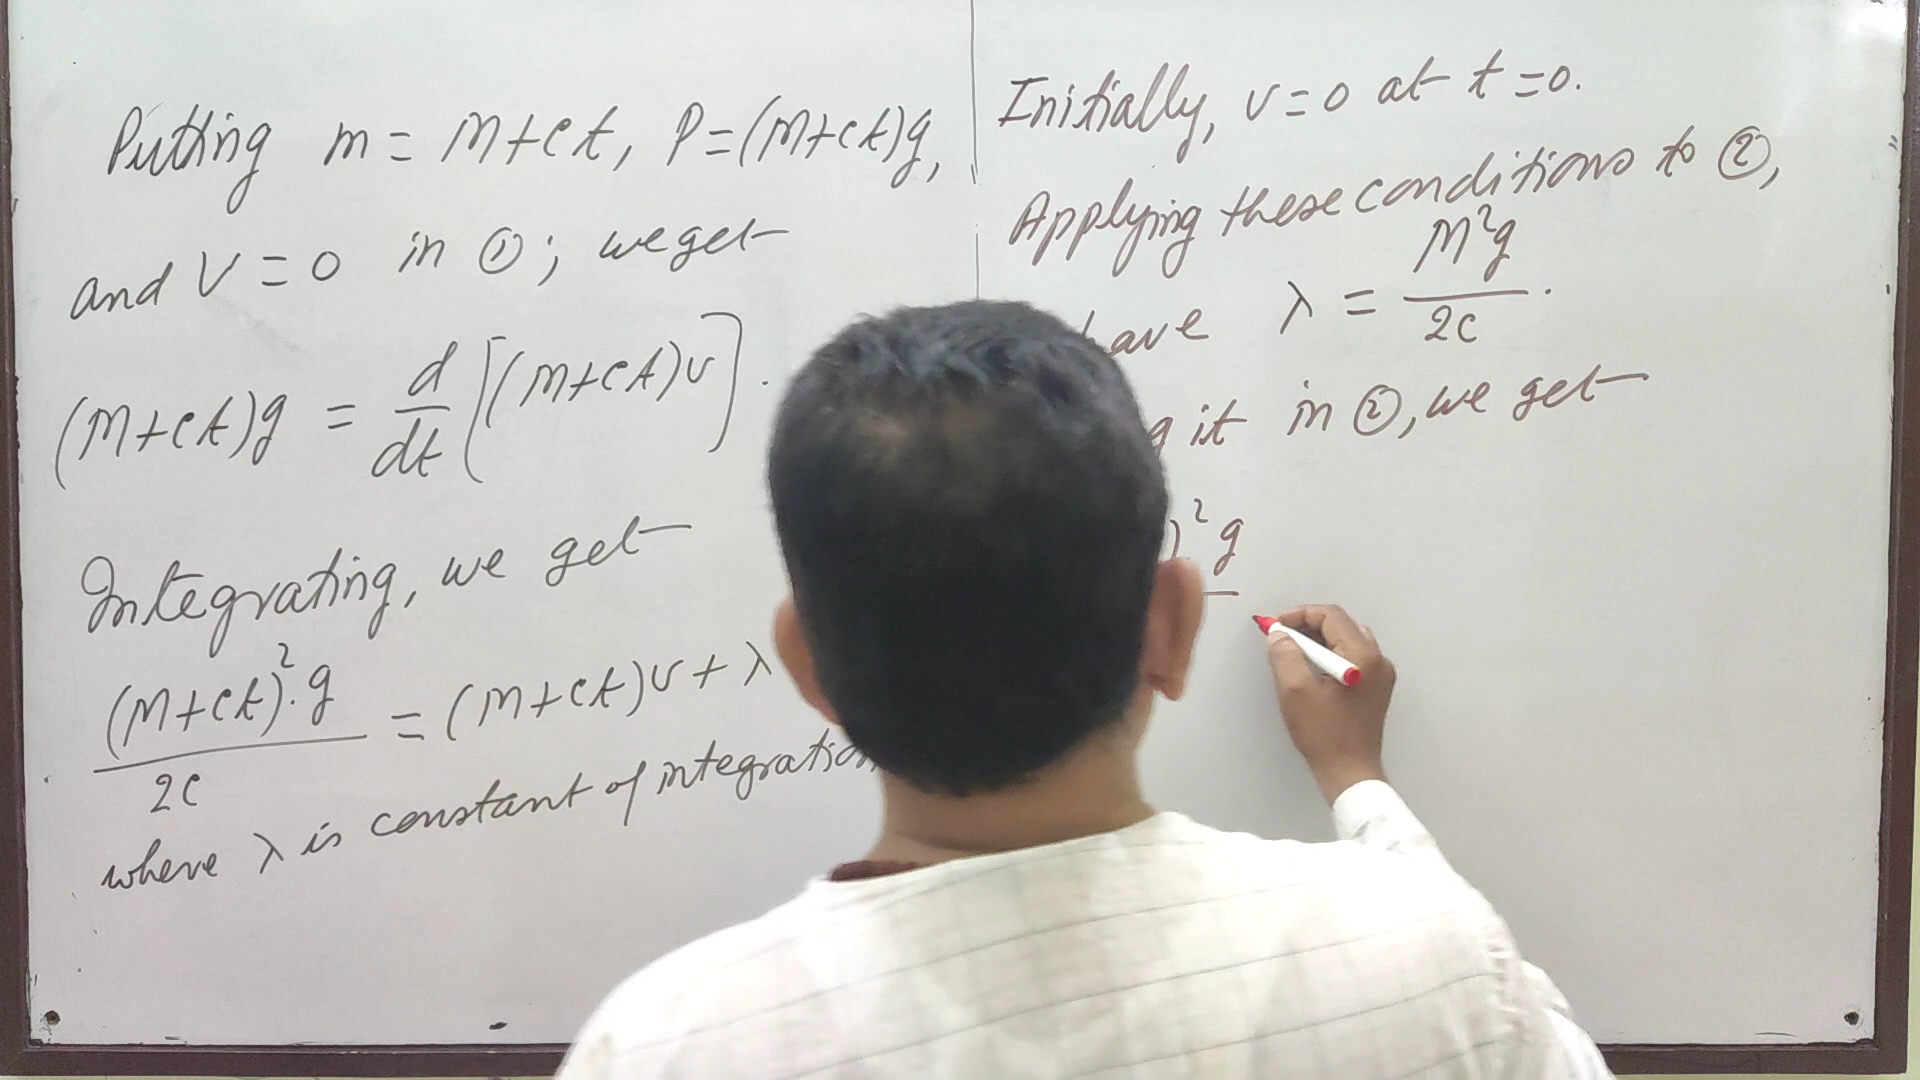 Putting m = M+ct, P=(M+ct)g,
and V = 0 in ①; we get
(M+ct)g = d/dt [(M+ct)v].
Integrating, we get
(M+ct)².g / 2c = (M+ct)v + λ
where λ is constant of integration
Initially, v=0 at t=0.
Applying these conditions to ②,
λ = M²g / 2c .
it in ②, we get
)² g